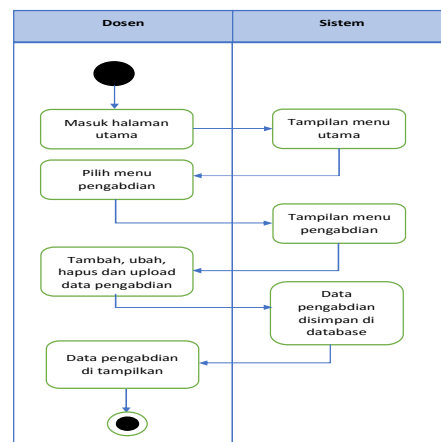 Dosen
Sistem
Masuk halaman
utama
Tampilan menu
utama
Pilih menu
pengabdian
Tampilan menu
pengabdian
Tambah, ubah,
hapus dan upload
data pengabdian
Data
pengabdian
disimpan di
database
Data pengabdian
di tampilkan